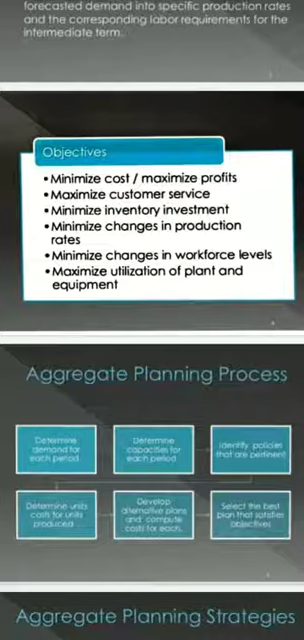 forecasted demand into specific production rates
and the corresponding labor requirements for the
intermediate term.
Objectives
• Minimize cost / maximize profits
• Maximize customer service
• Minimize inventory investment
• Minimize changes in production
rates
• Minimize changes in workforce levels
• Maximize utilization of plant and
equipment
Aggregate Planning Process
Determine
demand for
each period
Determine
capacities for
each period
Identify policies
that are pertinent
Determine units
costs for units
produced
Develop
alternative plans
and compute
costs for each
Select the best
plan that satisfies
objectives
Aggregate Planning Strategies